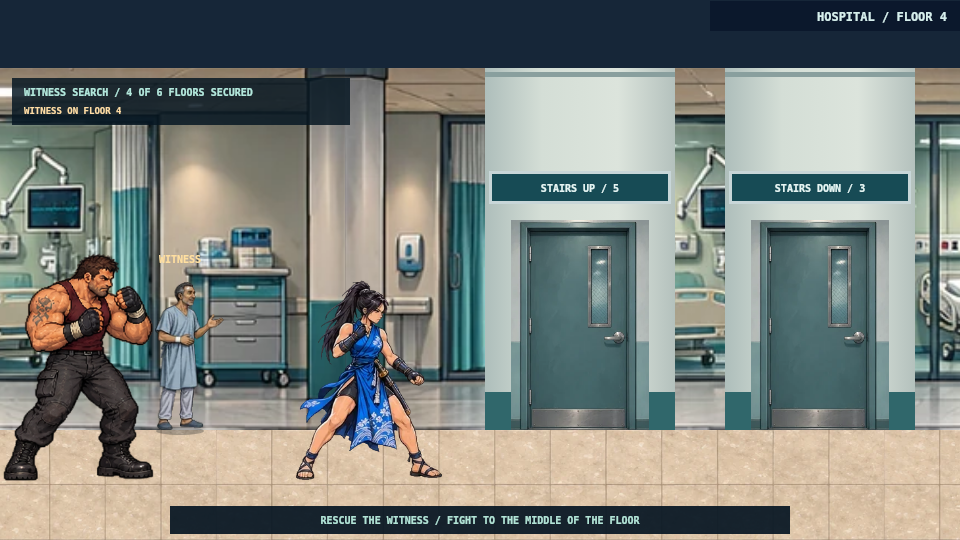 HOSPITAL / FLOOR 4
WITNESS SEARCH / 4 OF 6 FLOORS SECURED
WITNESS ON FLOOR 4
STAIRS UP / 5
STAIRS DOWN / 3
WITNESS
RESCUE THE WITNESS / FIGHT TO THE MIDDLE OF THE FLOOR